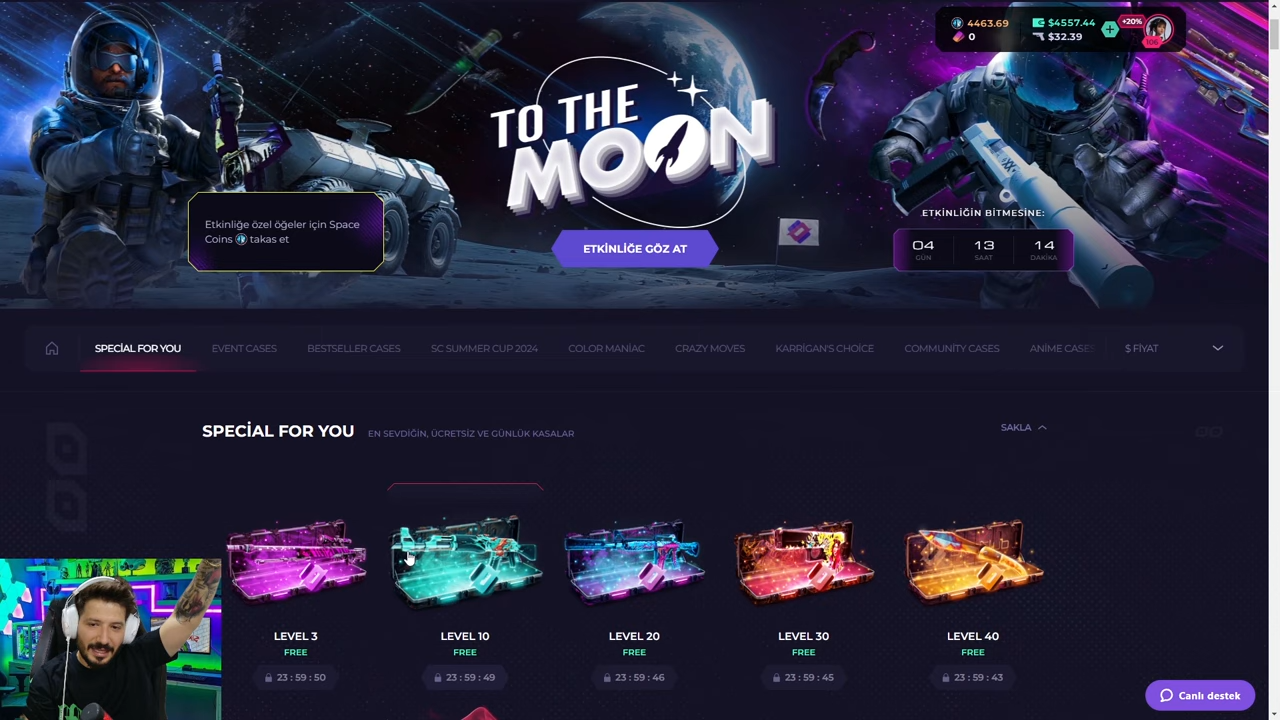 4463.69
$4557.44
+20%
0
$32.39
106
TO THE
MOON
Etkinliğe özel öğeler için Space
Coins takas et
ETKİNLİĞE GÖZ AT
ETKİNLİĞİN BİTMESİNE:
04 13 14
GÜN SAAT DAKİKA
SPECİAL FOR YOU EVENT CASES BESTSELLER CASES SC SUMMER CUP 2024 COLOR MANİAC CRAZY MOVES KARRİGAN'S CHOİCE COMMUNİTY CASES ANİME CASES $ FİYAT
SPECİAL FOR YOU EN SEVDİĞİN, ÜCRETSİZ VE GÜNLÜK KASALAR SAKLA
LEVEL 3 LEVEL 10 LEVEL 20 LEVEL 30 LEVEL 40
FREE FREE FREE FREE FREE
23 : 59 : 50 23 : 59 : 49 23 : 59 : 46 23 : 59 : 45 23 : 59 : 43
Canlı destek